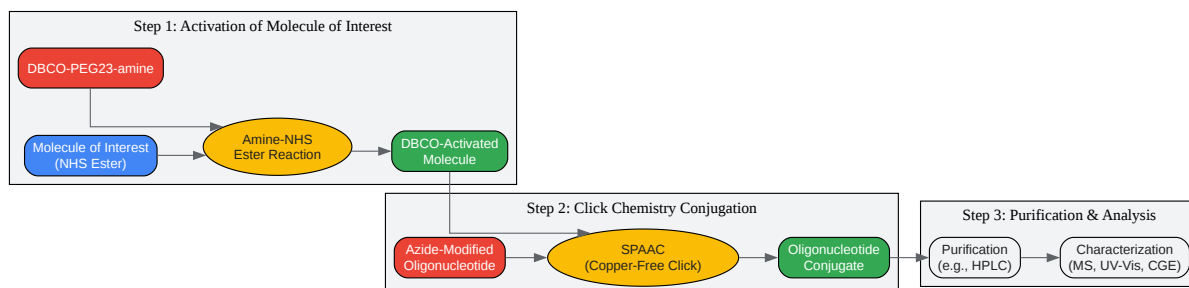 Step 1: Activation of Molecule of Interest
DBCO-PEG23-amine
Molecule of Interest
(NHS Ester)
Amine-NHS
Ester Reaction
DBCO-Activated
Molecule
Step 2: Click Chemistry Conjugation
Azide-Modified
Oligonucleotide
SPAAC
(Copper-Free Click)
Oligonucleotide
Conjugate
Step 3: Purification & Analysis
Purification
(e.g., HPLC)
Characterization
(MS, UV-Vis, CGE)